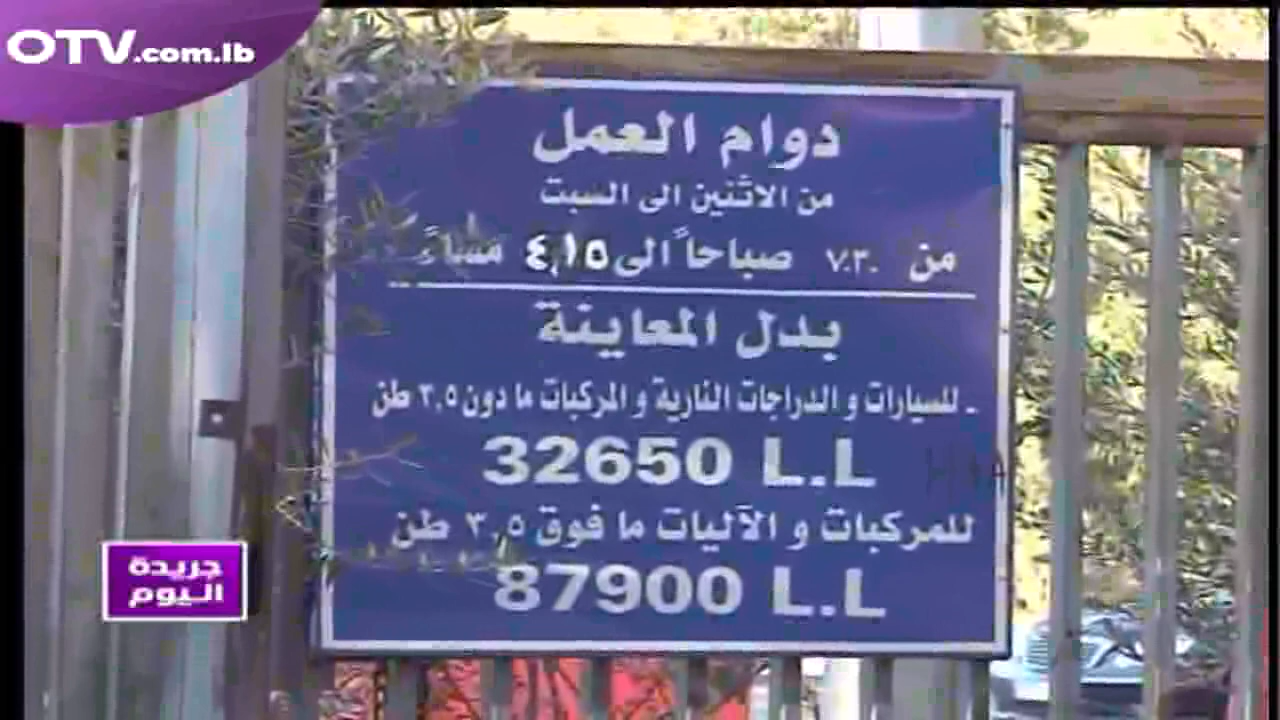 OTV.com.lb
دوام العمل
من الاثنين الى السبت
من ٧.٣٠ صباحاً الى ٤,١٥ مساءً
بدل المعاينة
- للسيارات و الدراجات النارية و المركبات ما دون ٣,٥ طن
32650 L.L
للمركبات و الآليات ما فوق ٣,٥ طن
87900 L.L
جريدة
اليوم